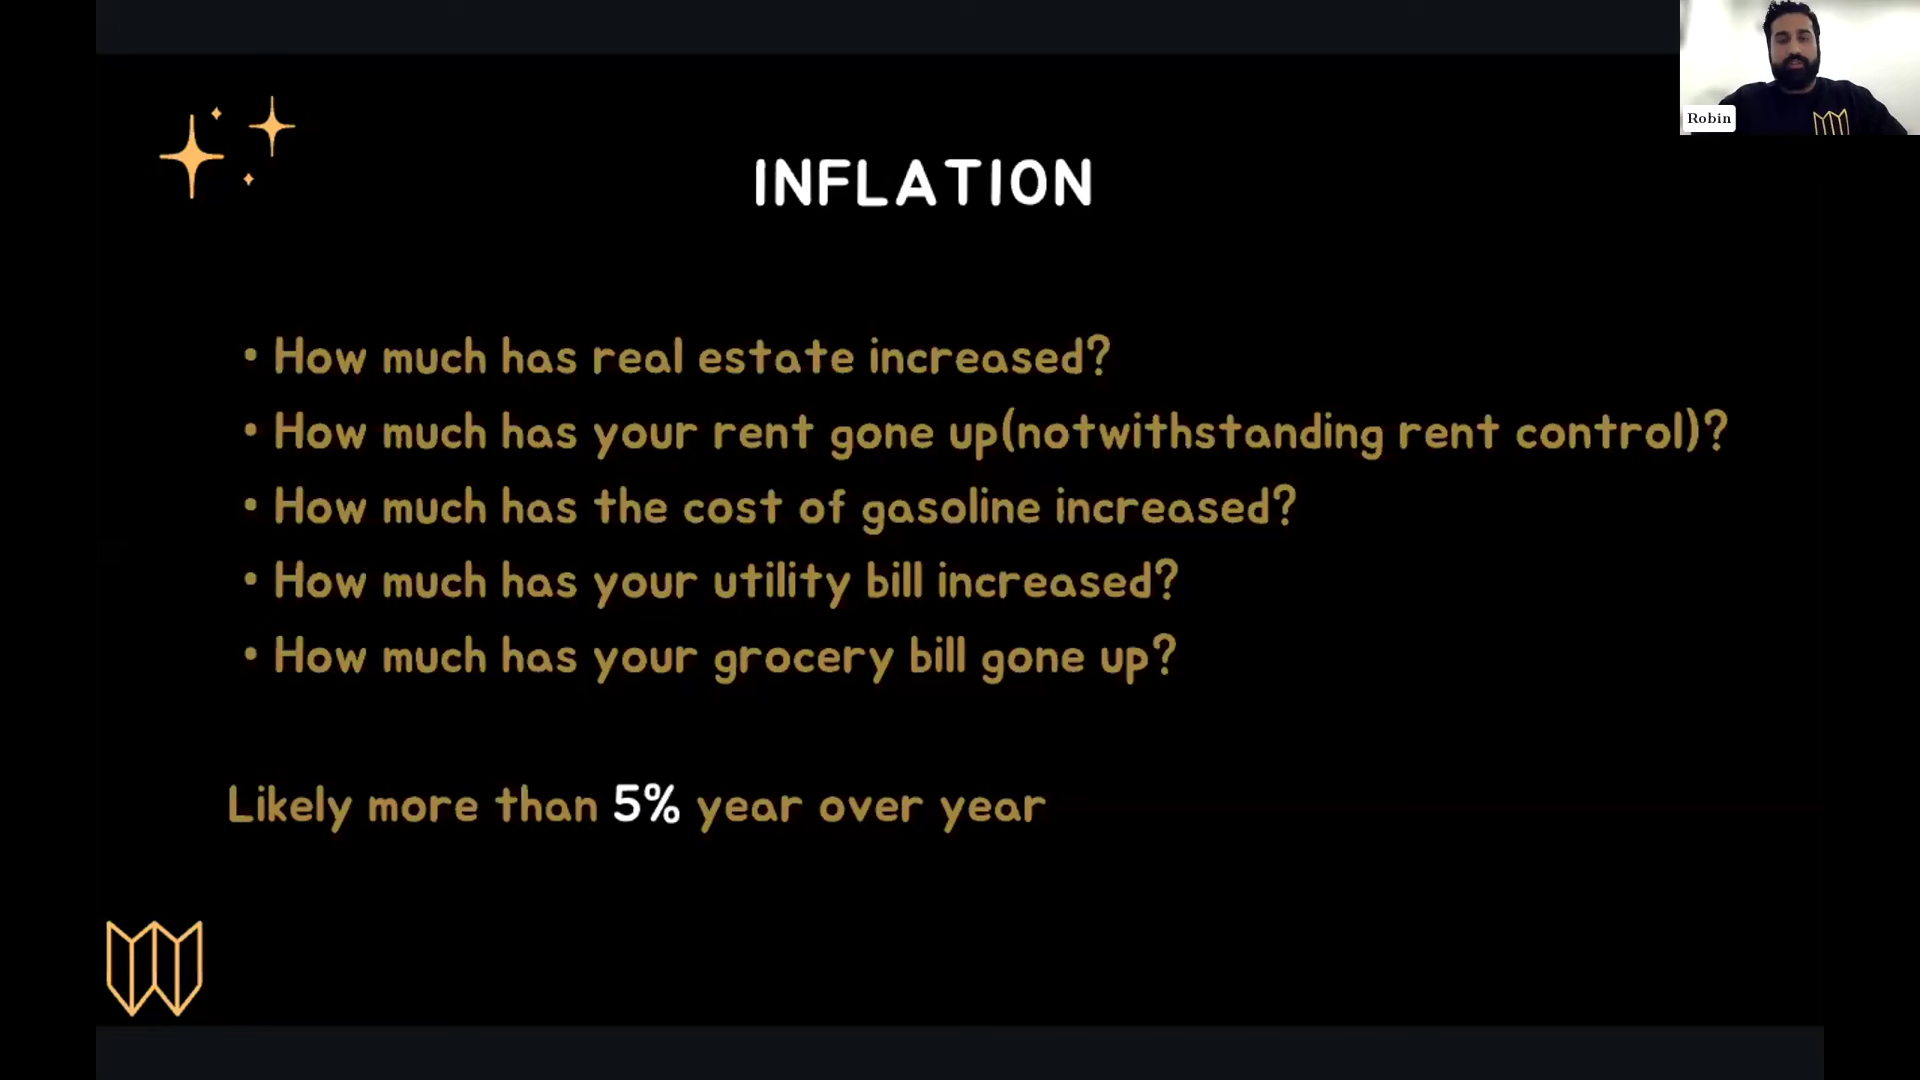 Robin
INFLATION
• How much has real estate increased?
• How much has your rent gone up(notwithstanding rent control)?
• How much has the cost of gasoline increased?
• How much has your utility bill increased?
• How much has your grocery bill gone up?
Likely more than 5% year over year